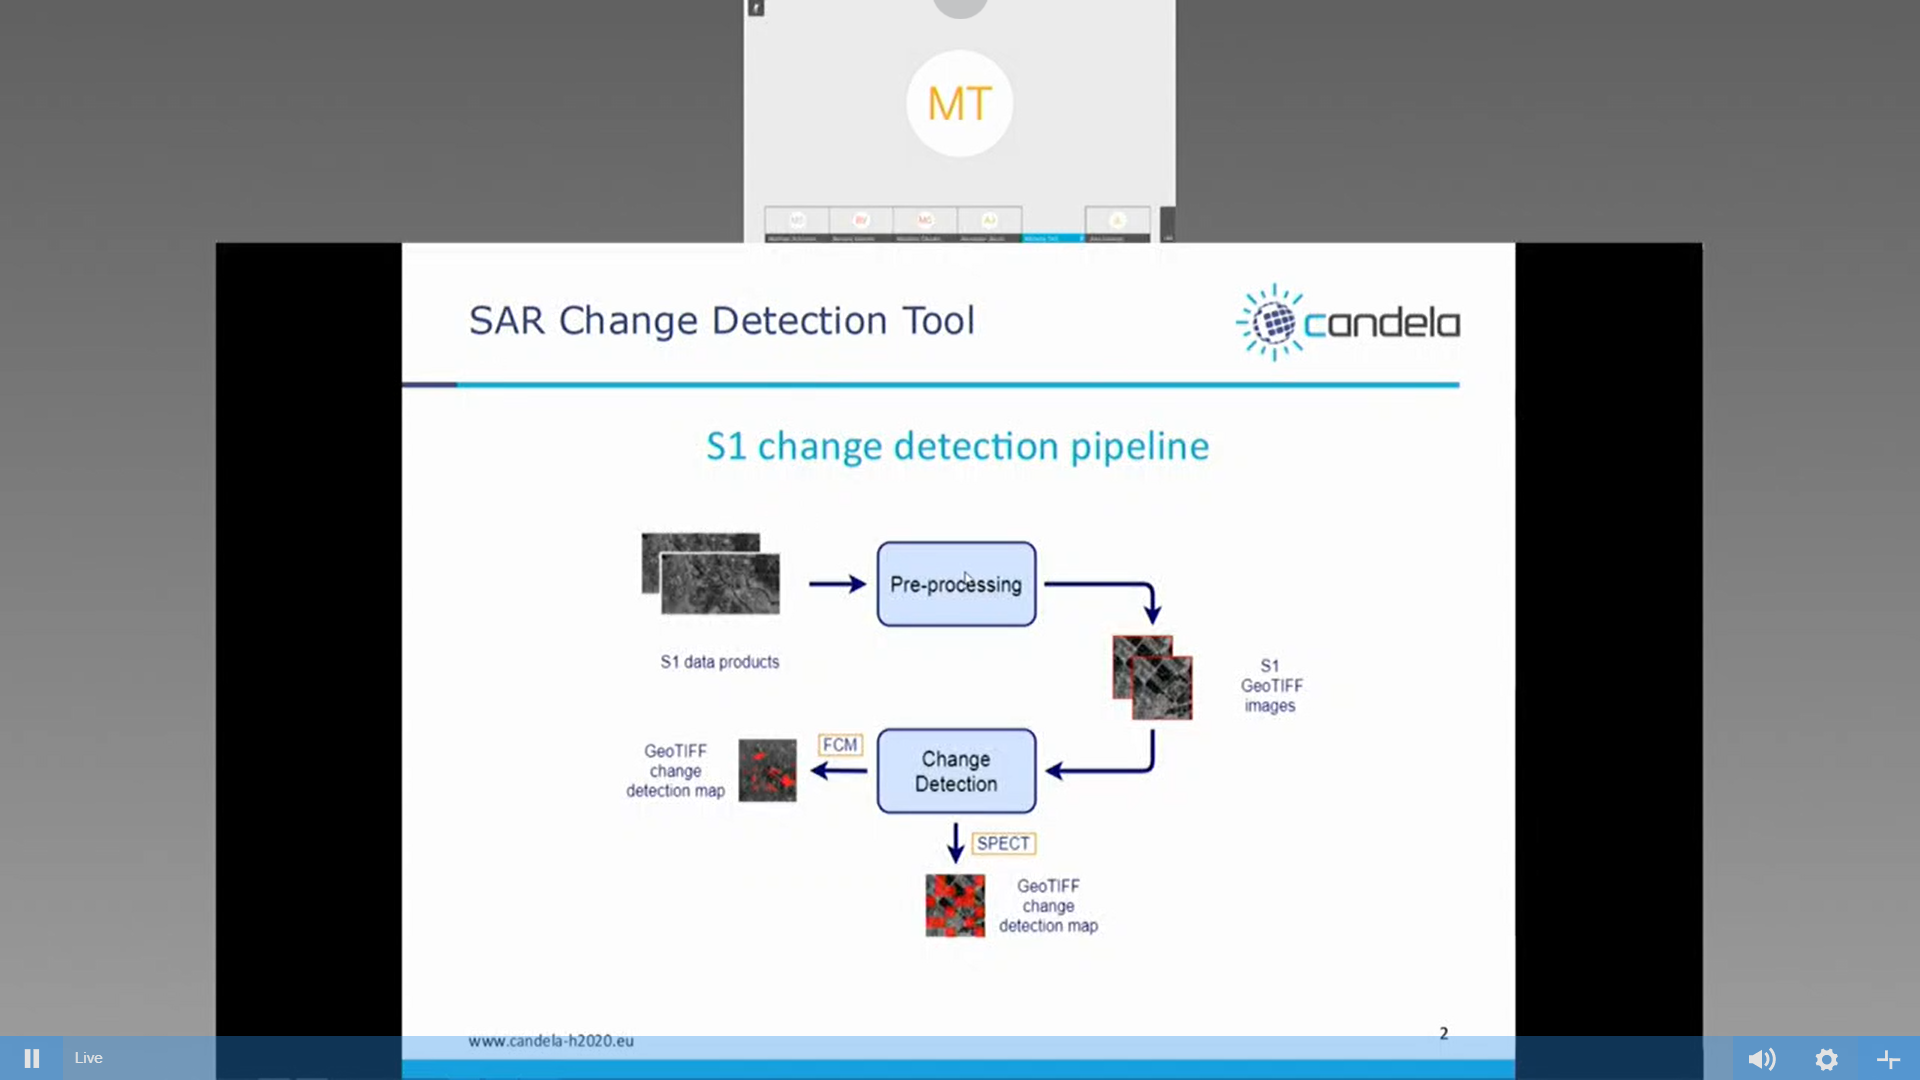 MT
SAR Change Detection Tool
candela
S1 change detection pipeline
Pre-processing
S1 data products
S1
GeoTIFF
images
GeoTIFF
change
detection map
FCM
Change
Detection
SPECT
GeoTIFF
change
detection map
www.candela-h2020.eu
2
Live